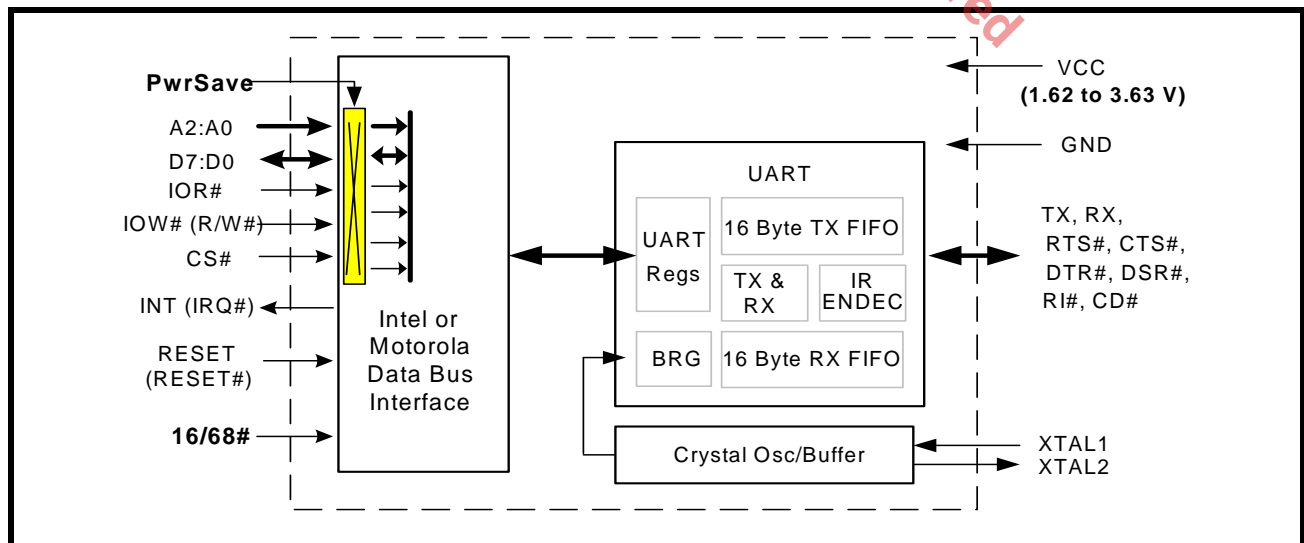 red
PwrSave
A2:A0
D7:D0
IOR#
IOW# (R/W#)
CS#
INT (IRQ#)
RESET
(RESET#)
16/68#
Intel or
Motorola
Data Bus
Interface
UART
UART
Regs
16 Byte TX FIFO
TX &
RX
IR
ENDEC
BRG
16 Byte RX FIFO
Crystal Osc/Buffer
VCC
(1.62 to 3.63 V)
GND
TX, RX,
RTS#, CTS#,
DTR#, DSR#,
RI#, CD#
XTAL1
XTAL2